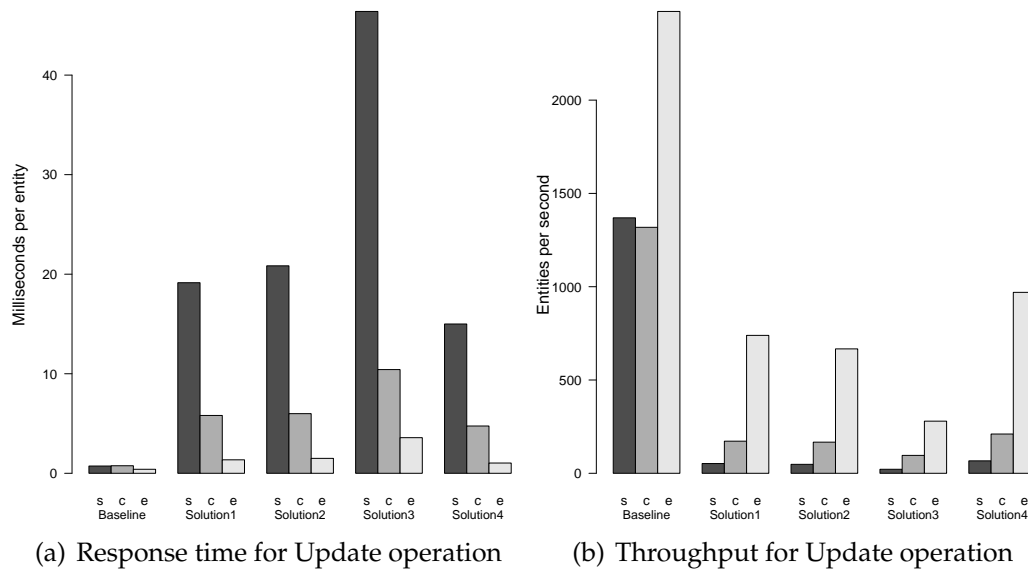 Milliseconds per entity
40
30
20
10
0
s c e s c e s c e s c e s c e
Baseline Solution1 Solution2 Solution3 Solution4
(a) Response time for Update operation
Entities per second
2000
1500
1000
500
0
s c e s c e s c e s c e s c e
Baseline Solution1 Solution2 Solution3 Solution4
(b) Throughput for Update operation